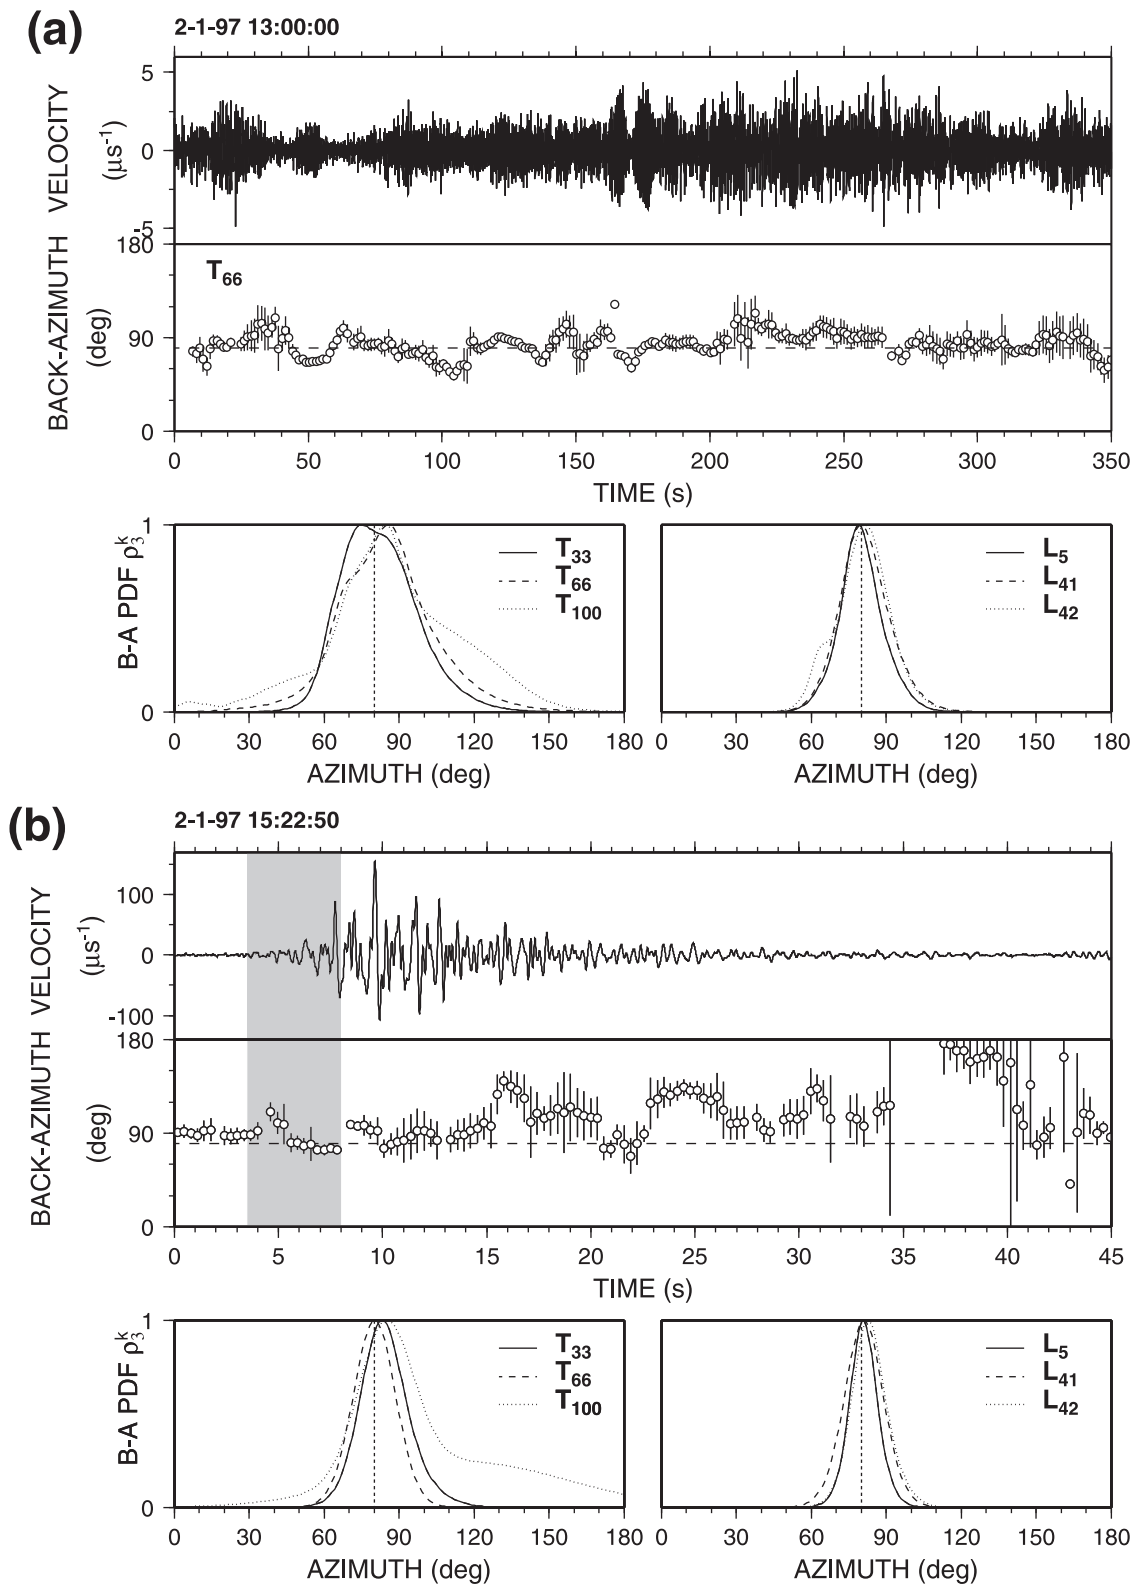 (a)
2-1-97 13:00:00
BACK-AZIMUTH VELOCITY
(deg) (μs-1)
5
0
-5
180
90
0
T66
0 50 100 150 200 250 300 350
TIME (s)
B-A PDF ρ3k
1
0
T33
T66
T100
0 30 60 90 120 150 180
AZIMUTH (deg)
L5
L41
L42
0 30 60 90 120 150 180
AZIMUTH (deg)
(b)
2-1-97 15:22:50
BACK-AZIMUTH VELOCITY
(deg) (μs-1)
100
0
-100
180
90
0
0 5 10 15 20 25 30 35 40 45
TIME (s)
B-A PDF ρ3k
1
0
T33
T66
T100
0 30 60 90 120 150 180
AZIMUTH (deg)
L5
L41
L42
0 30 60 90 120 150 180
AZIMUTH (deg)